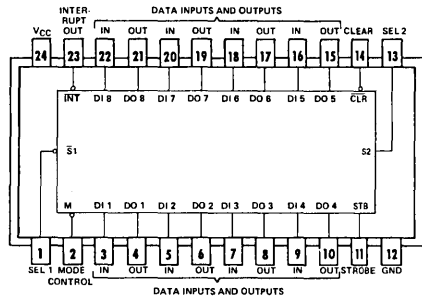 INTER-
RUPT DATA INPUTS AND OUTPUTS
VCC OUT IN OUT IN OUT IN OUT IN OUT CLEAR SEL 2
24 23 22 21 20 19 18 17 16 15 14 13
INT DI 8 DO 8 DI 7 DO 7 DI 6 DO 6 DI 5 DO 5 CLR
S1 S2
M DI 1 DO 1 DI 2 DO 2 DI 3 DO 3 DI 4 DO 4 STB
1 2 3 4 5 6 7 8 9 10 11 12
SEL 1 MODE IN OUT IN OUT IN OUT IN OUT STROBE GND
CONTROL
DATA INPUTS AND OUTPUTS